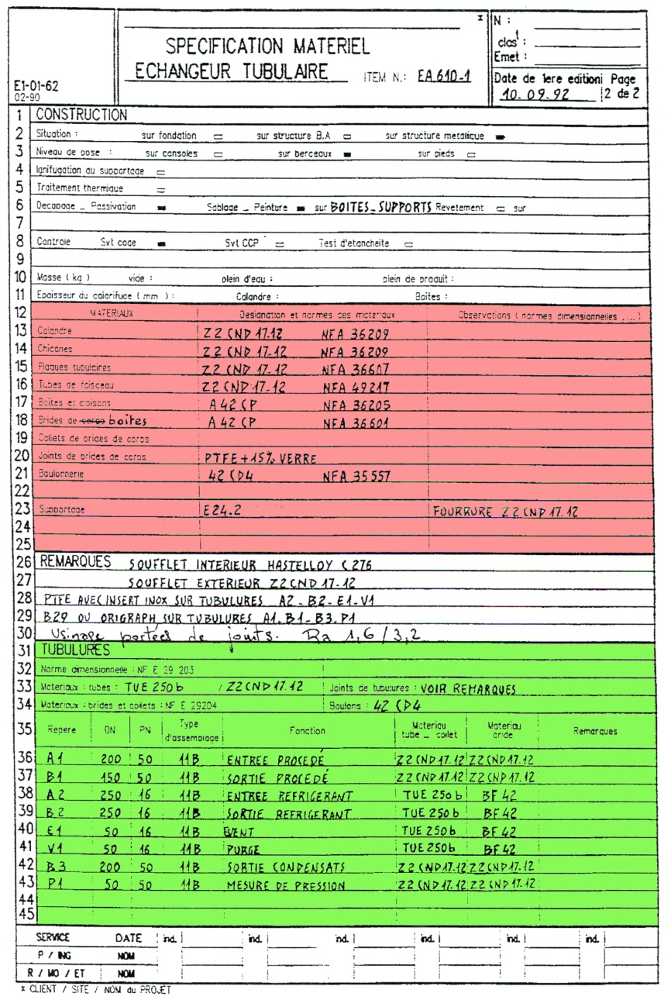 x N :
SPECIFICATION MATERIEL clas :
ECHANGEUR TUBULAIRE ITEM N.: EA 610-1 Emet :
E1-01-62 Date de 1ere edition Page
02-90 10. 09. 92 2 de 2
1 CONSTRUCTION
2 Situation : sur fondation sur structure B.A sur structure metallique
3 Niveau de pose : sur consoles sur berceaux sur pieds
4 Ignifugation du supportage
5 Traitement thermique
6 Decapage _ Passivation Sablage _ Peinture sur BOITES_SUPPORTS Revetement sur
7
8 Controle Svt code Svt CCP Test d'etancheite
9
10 Masse ( kg ) vide : plein d'eau : plein de produit :
11 Epaisseur du calorifuge ( mm ) : Calandre : Boites :
12 MATERIAUX Designation et normes des materiaux Observations ( normes dimensionnelles , ... )
13 Calandre Z2 CND 17.12 NFA 36209
14 Chicanes Z2 CND 17-12 NFA 36209
15 Plaques tubulaires Z2 CND 17-12 NFA 36607
16 Tubes de faisceau Z2 CND 17-12 NFA 49217
17 Boites et cloisons A 42 CP NFA 36205
18 Brides de corps boites A 42 CP NFA 36601
19 Collets de brides de corps
20 Joints de brides de corps PTFE+15% VERRE
21 Boulonnerie 42 CD4 NFA 35557
22
23 Supportage E24.2 FOURRURE Z2 CND 17.12
24
25
26 REMARQUES SOUFFLET INTERIEUR HASTELLOY C 276
27 SOUFFLET EXTERIEUR Z2CND 17-12
28 PTFE AVEC INSERT INOX SUR TUBULURES A2 - B2 - E1 - V1
29 B29 OU ORIGRAPH SUR TUBULURES A1. B1 - B3. P1
30 Usinage portées de joints. Ra 1,6 / 3,2
31 TUBULURES
32 Norme dimensionnelle : NF E 29 203
33 Materiaux : tubes : TUE 250 b / Z2 CND 17.12 Joints de tubulures : VOIR REMARQUES
34 Materiaux : brides et collets : NF E 29204 Boulons : 42 CD4
35 Repere DN PN Type d'assemblage Fonction Materiau tube _ collet Materiau bride Remarques
36 A1 200 50 11B ENTREE PROCEDÉ Z2 CND 17.12 Z2 CND 17.12
37 B1 150 50 11B SORTIE PROCEDÉ Z2 CND 17.12 Z2 CND 17.12
38 A2 250 16 11B ENTREE REFRIGERANT TUE 250 b BF 42
39 B2 250 16 11B SORTIE REFRIGERANT TUE 250 b BF 42
40 E1 50 16 11B EVENT TUE 250 b BF 42
41 V1 50 16 11B PURGE TUE 250b BF 42
42 B3 200 50 11B SORTIE CONDENSATS Z2 CND 17.12 Z2 CND 17.12
43 P1 50 50 11B MESURE DE PRESSION Z2 CND 17.12 Z2 CND 17.12
44
45
SERVICE DATE ind. ind. ind. ind. ind. ind.
P / ING NOM
R / MO / ET NOM
x CLIENT / SITE / NOM du PROJET